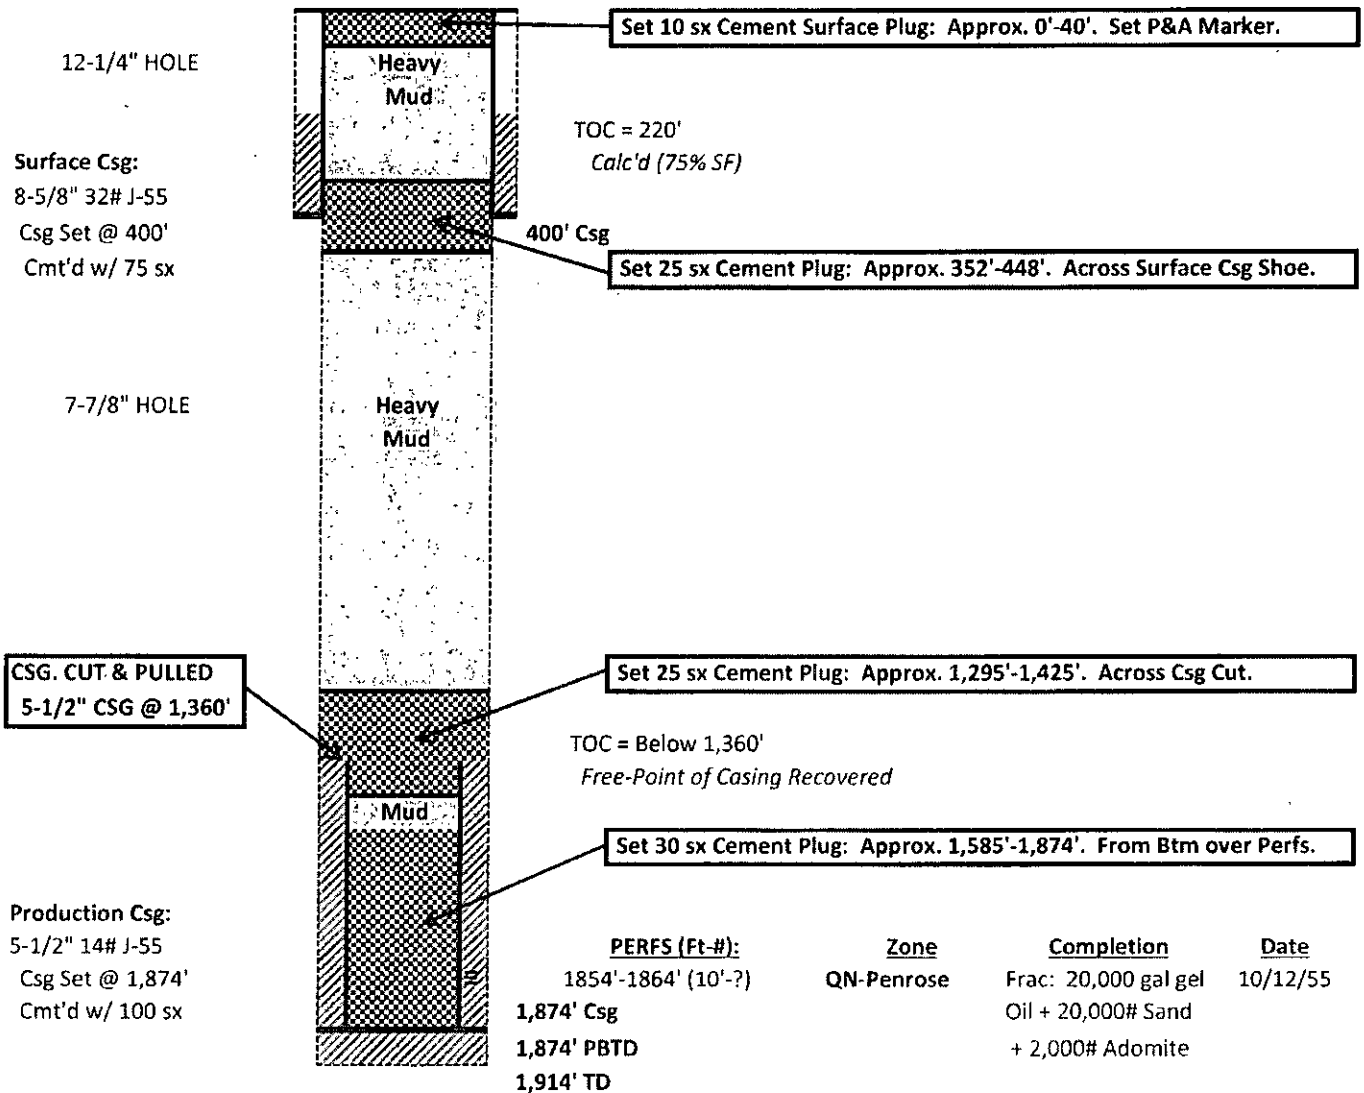 Set 10 sx Cement Surface Plug: Approx. 0'-40'. Set P&A Marker.
12-1/4" HOLE
Heavy
Mud
TOC = 220'
Calc'd (75% SF)
Surface Csg:
8-5/8" 32# J-55
Csg Set @ 400'
Cmt'd w/ 75 sx
400' Csg
Set 25 sx Cement Plug: Approx. 352'-448'. Across Surface Csg Shoe.
7-7/8" HOLE
Heavy
Mud
CSG. CUT & PULLED
5-1/2" CSG @ 1,360'
Set 25 sx Cement Plug: Approx. 1,295'-1,425'. Across Csg Cut.
TOC = Below 1,360'
Free-Point of Casing Recovered
Mud
Set 30 sx Cement Plug: Approx. 1,585'-1,874'. From Btm over Perfs.
Production Csg:
5-1/2" 14# J-55
Csg Set @ 1,874'
Cmt'd w/ 100 sx
PERFS (Ft-#): Zone Completion Date
1854'-1864' (10'-?) QN-Penrose Frac: 20,000 gal gel 10/12/55
1,874' Csg Oil + 20,000# Sand
1,874' PBTD + 2,000# Adomite
1,914' TD